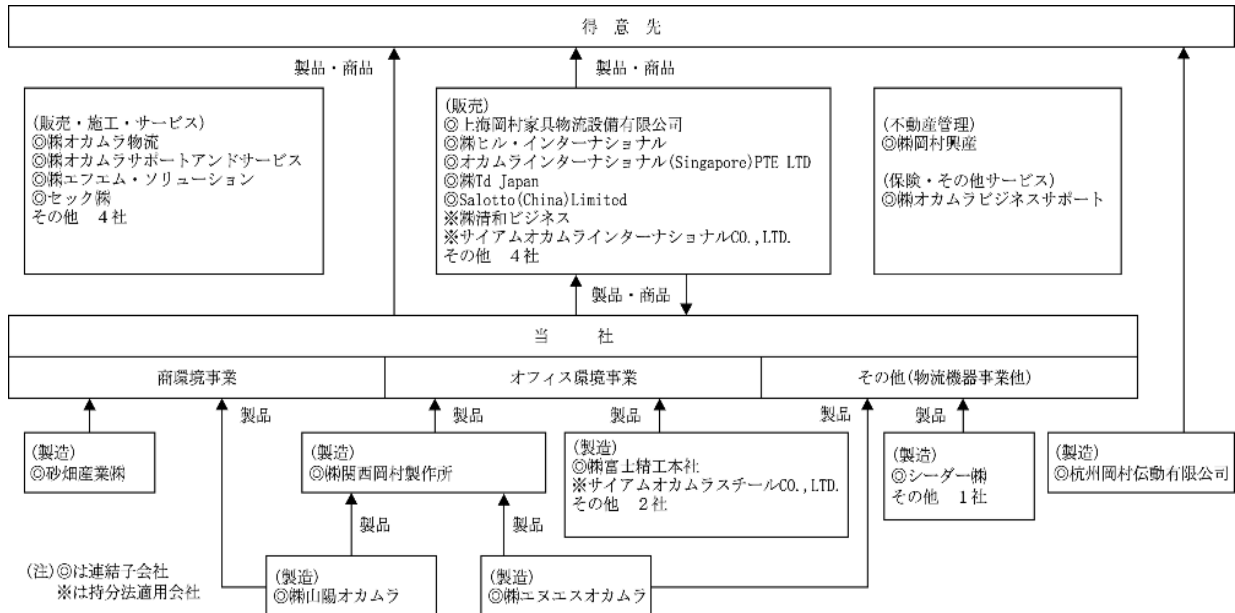 得意先
製品・商品
製品・商品
(販売・施工・サービス)
◎㈱オカムラ物流
◎㈱オカムラサポートアンドサービス
◎㈱エフエム・ソリューション
◎セック㈱
その他 4社
(販売)
◎上海岡村家具物流設備有限公司
◎㈱ヒル・インターナショナル
◎オカムラインターナショナル(Singapore)PTE LTD
◎㈱Td Japan
◎Salotto(China)Limited
※㈱清和ビジネス
※サイアムオカムラインターナショナルCO.,LTD.
その他 4社
(不動産管理)
◎㈱岡村興産
(保険・その他サービス)
◎㈱オカムラビジネスサポート
製品・商品
当社
商環境事業
オフィス環境事業
その他(物流機器事業他)
製品
製品
製品
製品
製品
(製造)
◎砂畑産業㈱
(製造)
◎㈱関西岡村製作所
(製造)
◎㈱富士精工本社
※サイアムオカムラスチールCO.,LTD.
その他 2社
(製造)
◎シーダー㈱
その他 1社
(製造)
◎杭州岡村伝動有限公司
製品
製品
(製造)
◎㈱山陽オカムラ
(製造)
◎㈱エヌエスオカムラ
(注)◎は連結子会社
※は持分法適用会社